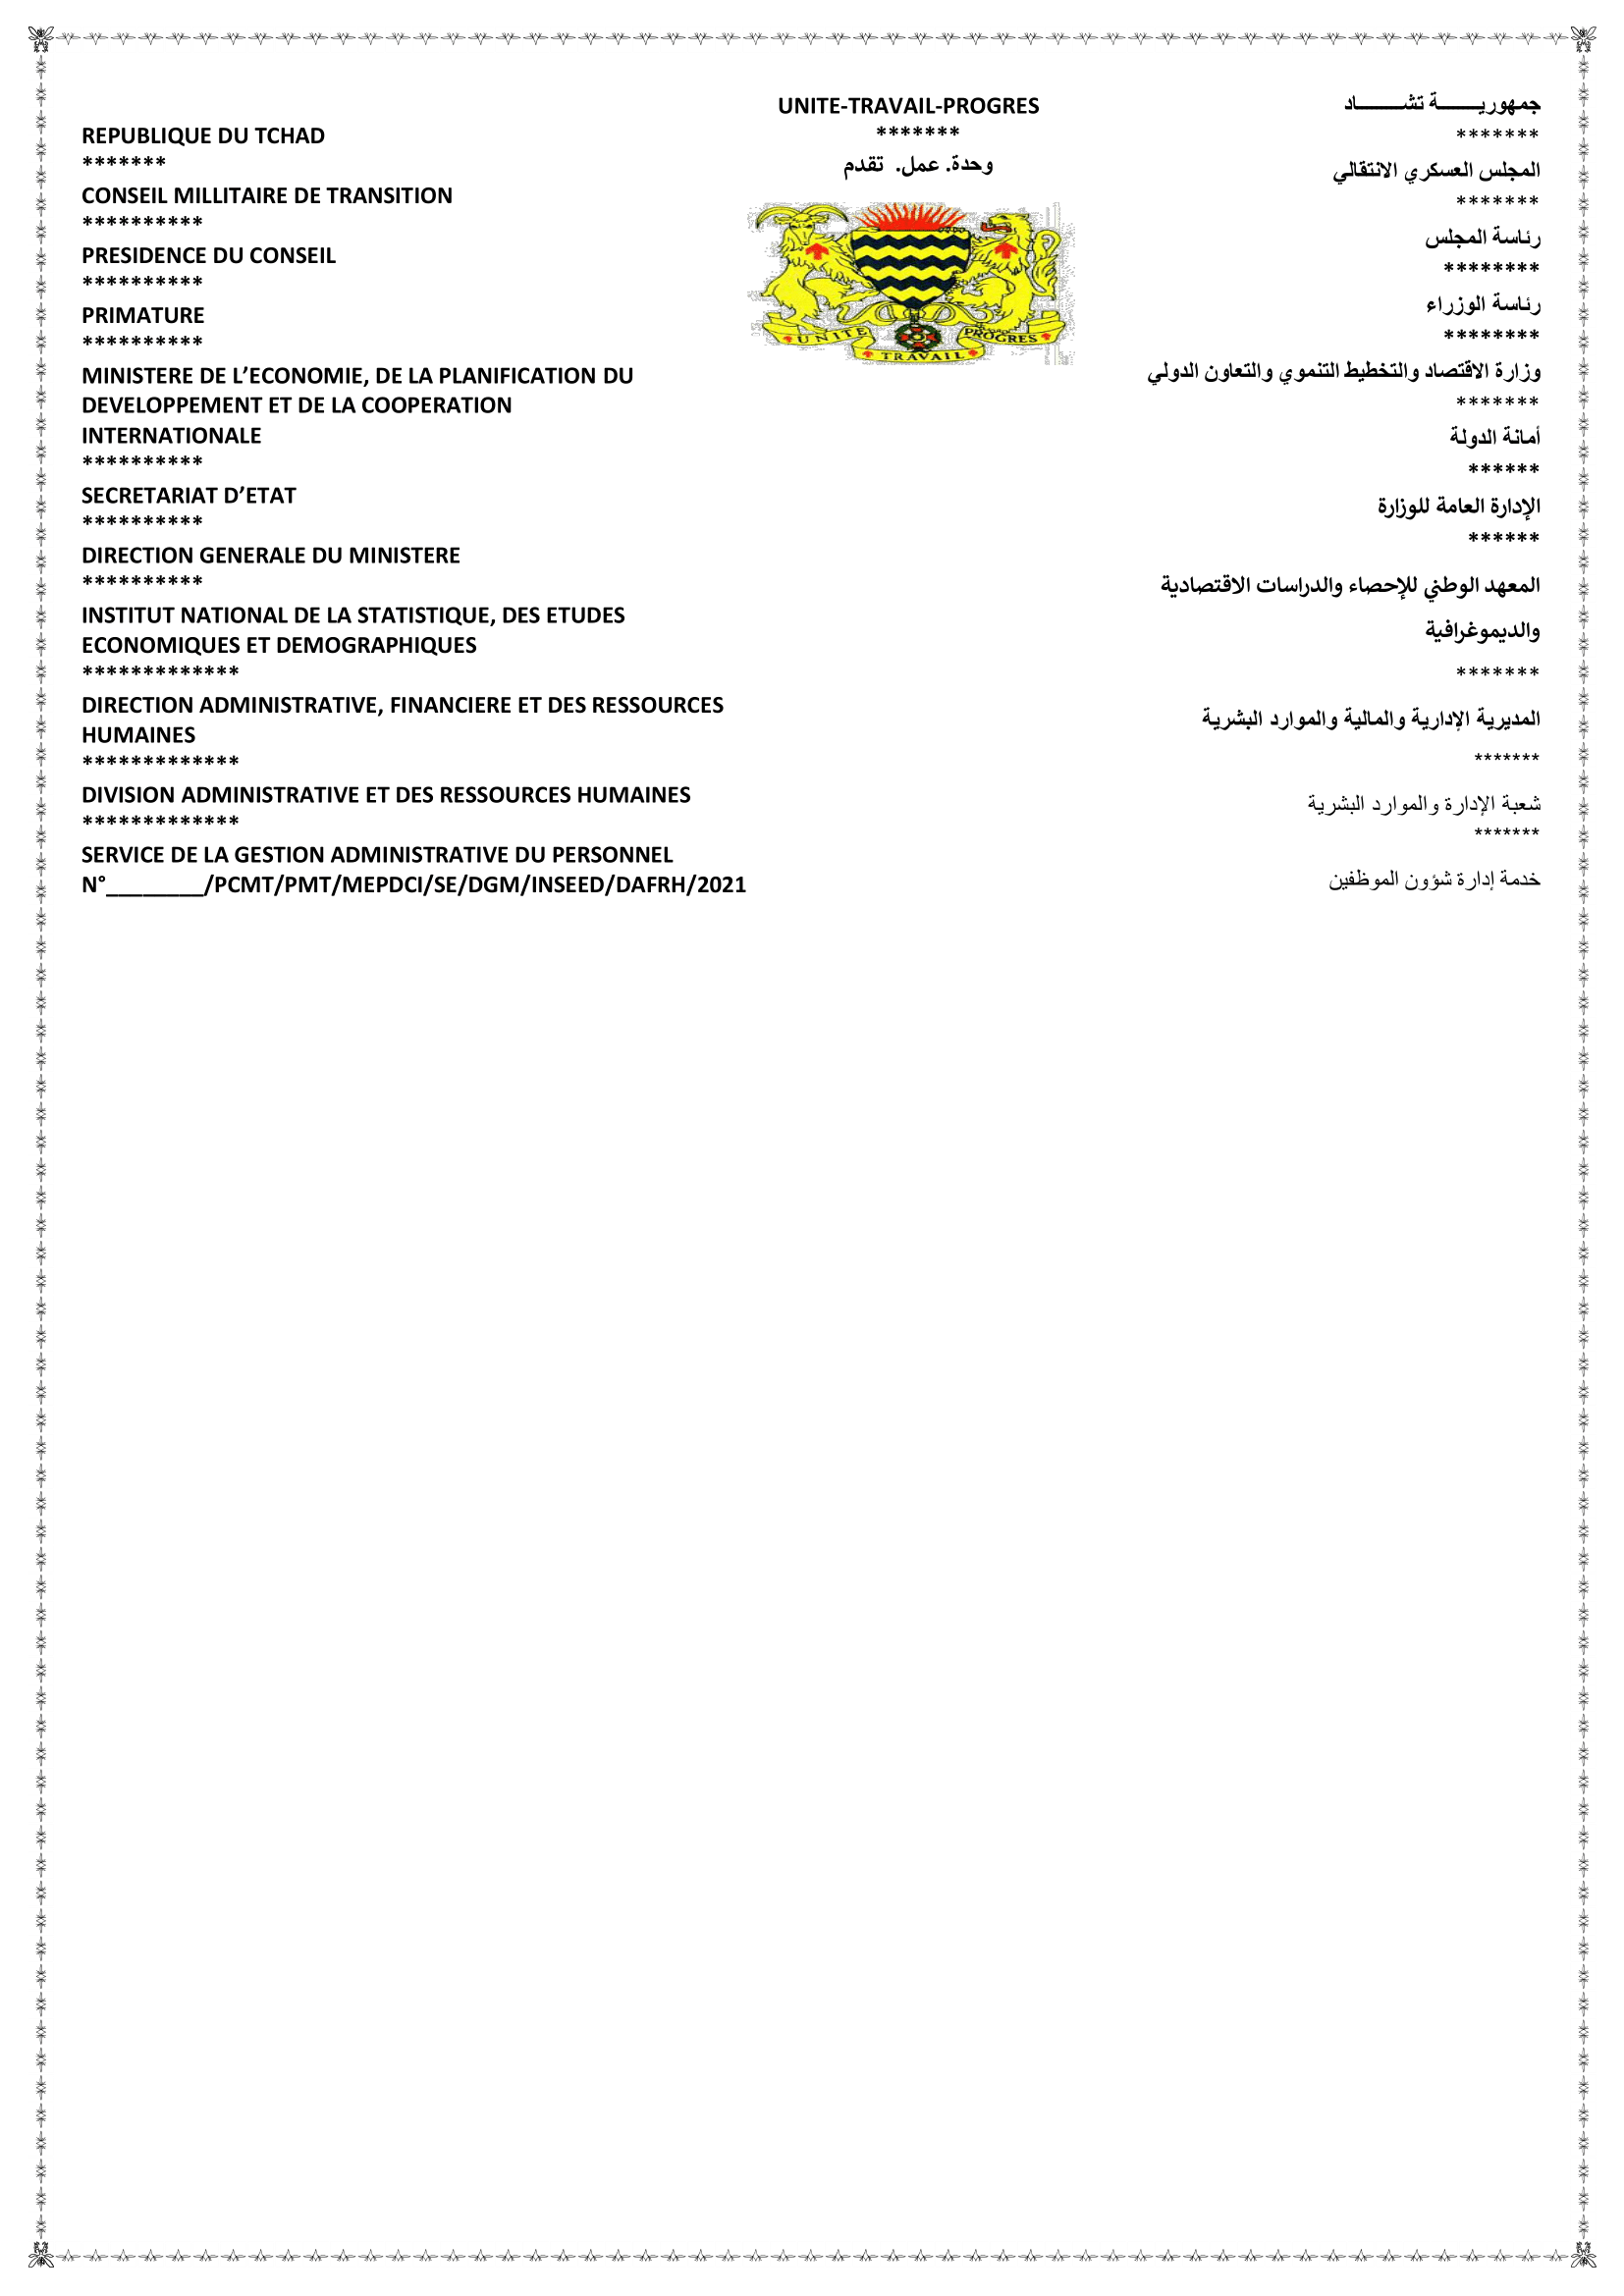 REPUBLIQUE DU TCHAD
*******
CONSEIL MILLITAIRE DE TRANSITION
**********
PRESIDENCE DU CONSEIL
**********
PRIMATURE
**********
MINISTERE DE L’ECONOMIE, DE LA PLANIFICATION DU
DEVELOPPEMENT ET DE LA COOPERATION
INTERNATIONALE
**********
SECRETARIAT D’ETAT
**********
DIRECTION GENERALE DU MINISTERE
**********
INSTITUT NATIONAL DE LA STATISTIQUE, DES ETUDES
ECONOMIQUES ET DEMOGRAPHIQUES
*************
DIRECTION ADMINISTRATIVE, FINANCIERE ET DES RESSOURCES
HUMAINES
*************
DIVISION ADMINISTRATIVE ET DES RESSOURCES HUMAINES
*************
SERVICE DE LA GESTION ADMINISTRATIVE DU PERSONNEL
N°________/PCMT/PMT/MEPDCI/SE/DGM/INSEED/DAFRH/2021
UNITE-TRAVAIL-PROGRES
*******
وحدة. عمل. تقدم
UNITE TRAVAIL PROGRES
جمهوريـــــــة تشـــــــــاد
*******
المجلس العسكري الانتقالي
*******
رئاسة المجلس
********
رئاسة الوزراء
********
وزارة الاقتصاد والتخطيط التنموي والتعاون الدولي
*******
أمانة الدولة
******
الإدارة العامة للوزارة
******
المعهد الوطني للإحصاء والدراسات الاقتصادية
والديموغرافية
*******
المديرية الإدارية والمالية والموارد البشرية
*******
شعبة الإدارة والموارد البشرية
*******
خدمة إدارة شؤون الموظفين